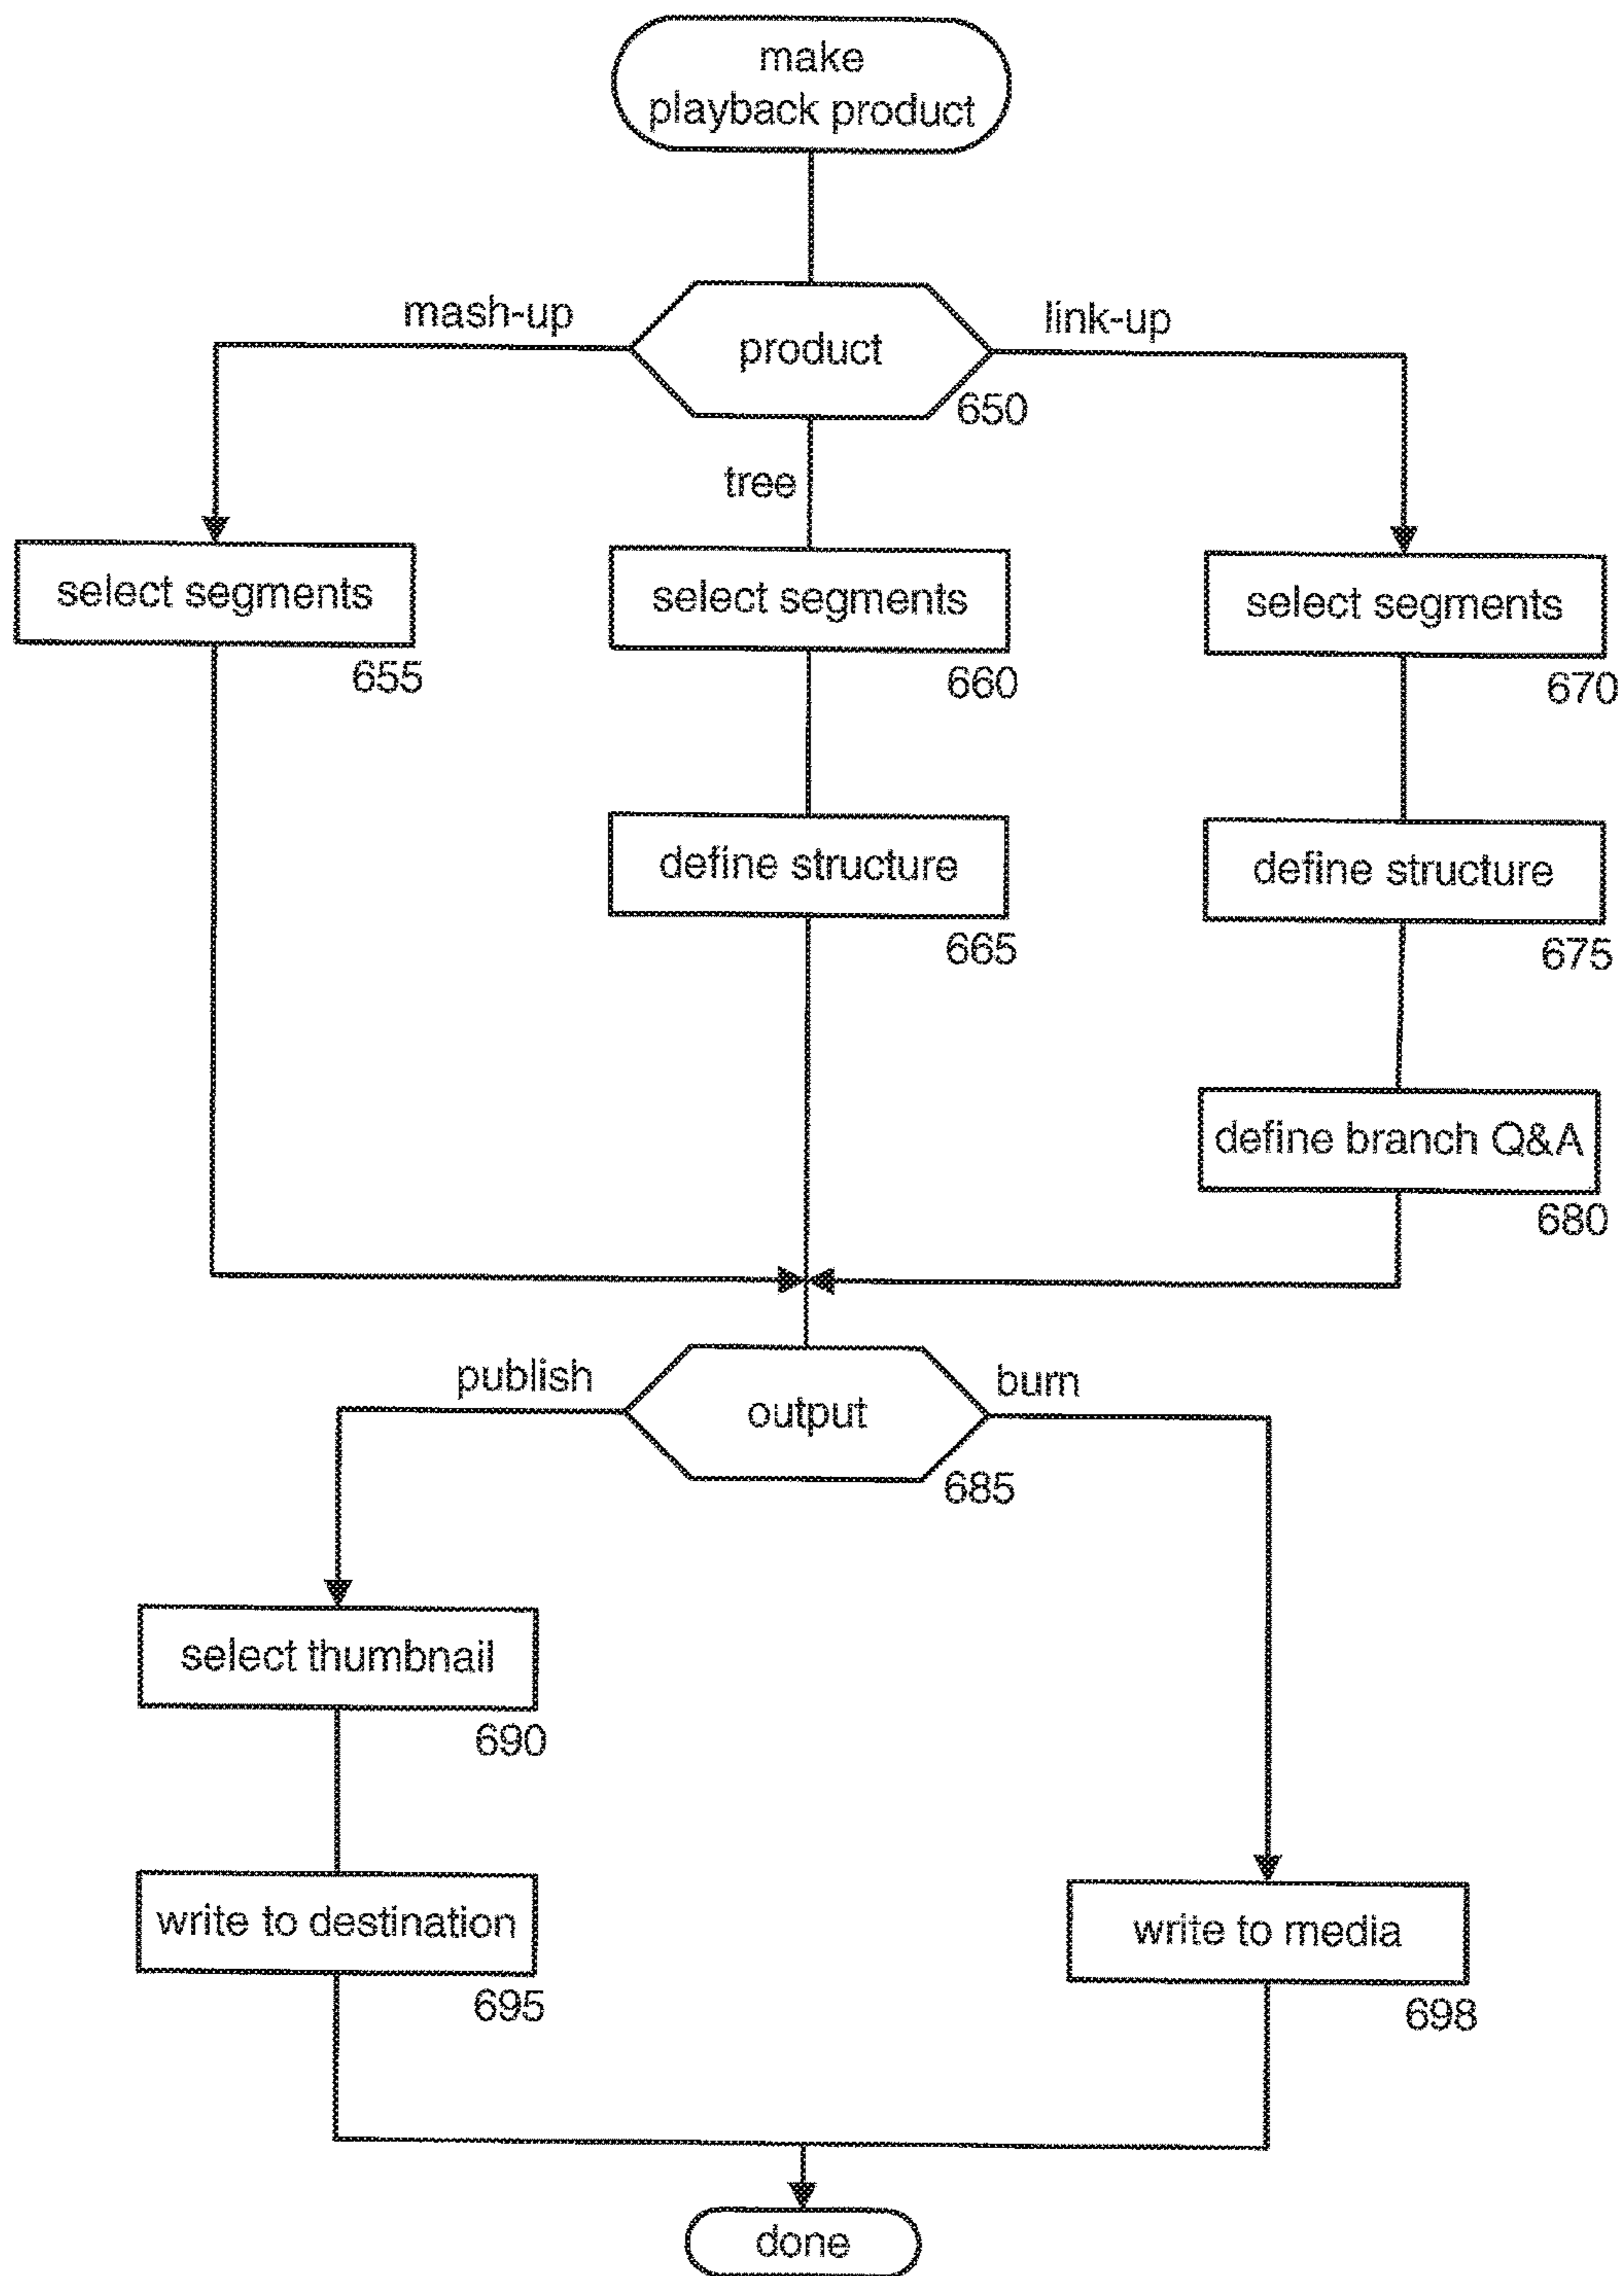 make
playback product
mash-up
link-up
product
650
tree
select segments
655
select segments
660
select segments
670
define structure
665
define structure
675
define branch Q&A
680
publish
burn
output
685
select thumbnail
690
write to destination
695
write to media
698
done